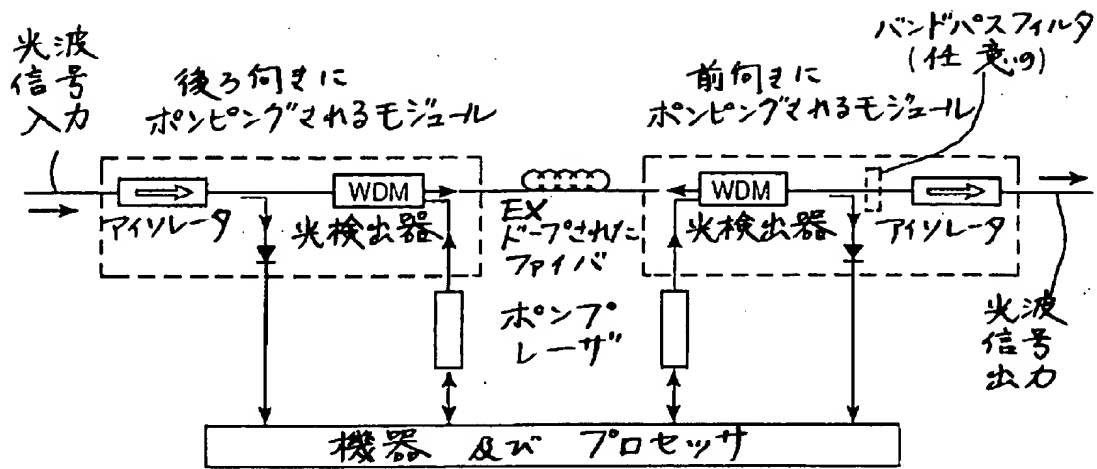 光波
信号
入力
後ろ向きに
ポンピングされるモジュール
前向きに
ポンピングされるモジュール
バンドパスフィルタ
(任意の)
アイソレータ
WDM
光検出器
EX
ドープされた
ファイバ
WDM
光検出器
アイソレータ
ポンプ
レーザ
光波
信号
出力
機器 及び プロセッサ